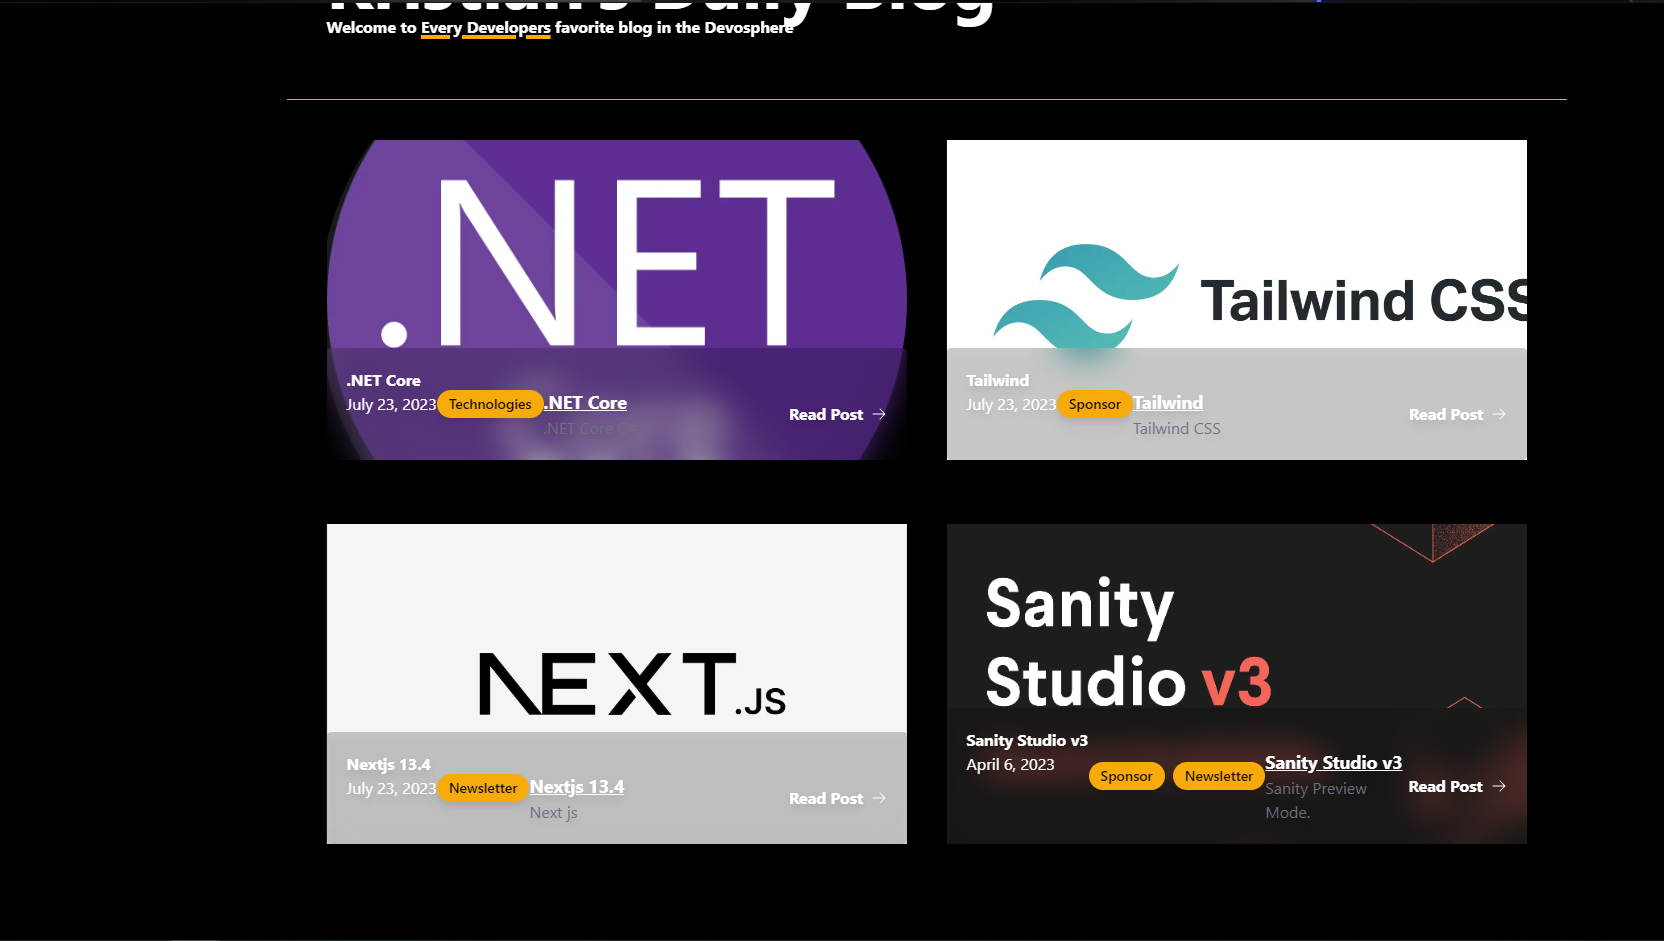 Kristian's Daily Blog
Welcome to Every Developers favorite blog in the Devosphere
.NET
.NET Core
July 23, 2023
Technologies
.NET Core
.NET Core C#
Read Post
Tailwind CSS
Tailwind
July 23, 2023
Sponsor
Tailwind
Tailwind CSS
Read Post
NEXT.JS
Nextjs 13.4
July 23, 2023
Newsletter
Nextjs 13.4
Next js
Read Post
Sanity
Studio v3
Sanity Studio v3
April 6, 2023
Sponsor
Newsletter
Sanity Studio v3
Sanity Preview
Mode.
Read Post